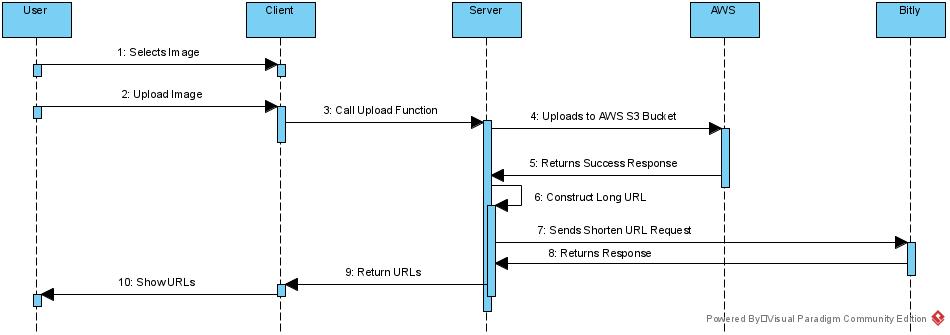 User
Client
Server
AWS
Bitly
1: Selects Image
2: Upload Image
3: Call Upload Function
4: Uploads to AWS S3 Bucket
5: Returns Success Response
6: Construct Long URL
7: Sends Shorten URL Request
8: Returns Response
9: Return URLs
10: Show URLs
Powered By Visual Paradigm Community Edition